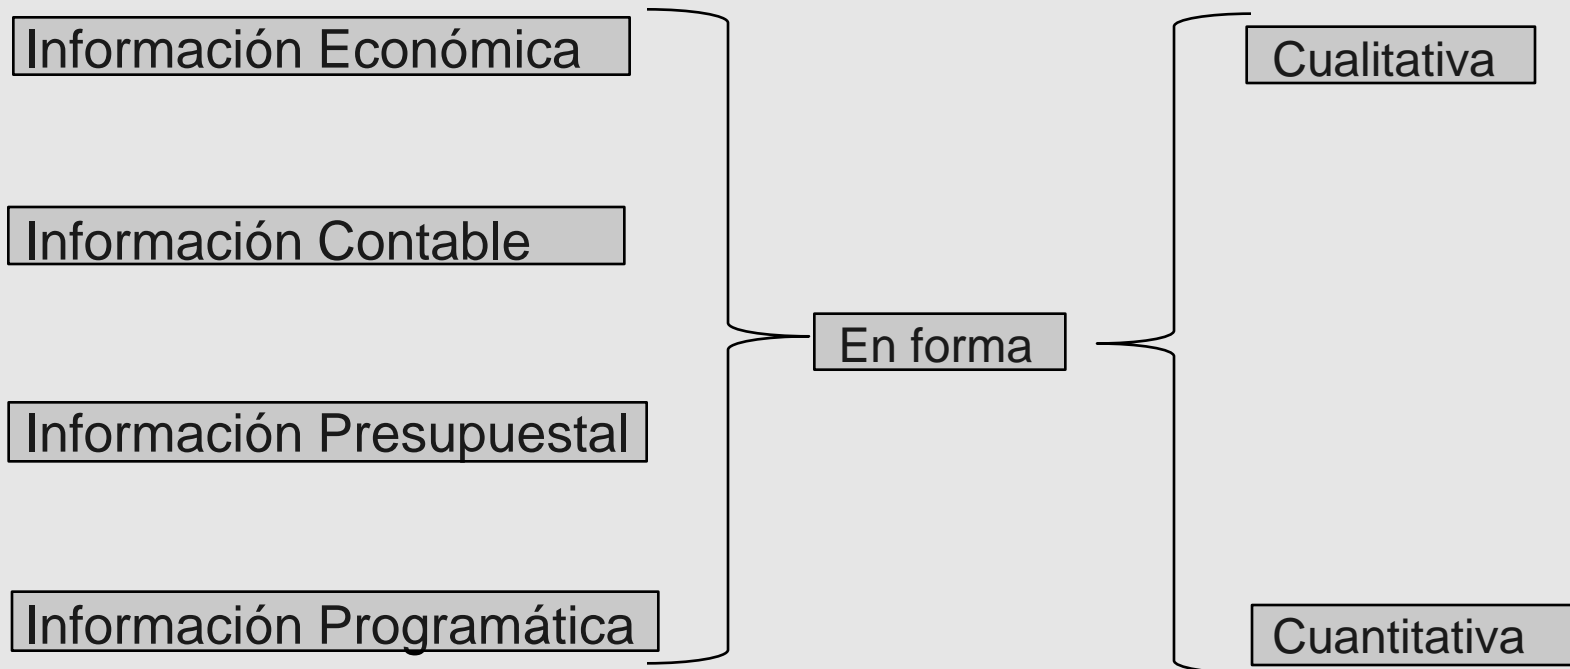 Información Económica
Información Contable
Información Presupuestal
Información Programática
En forma
Cualitativa
Cuantitativa